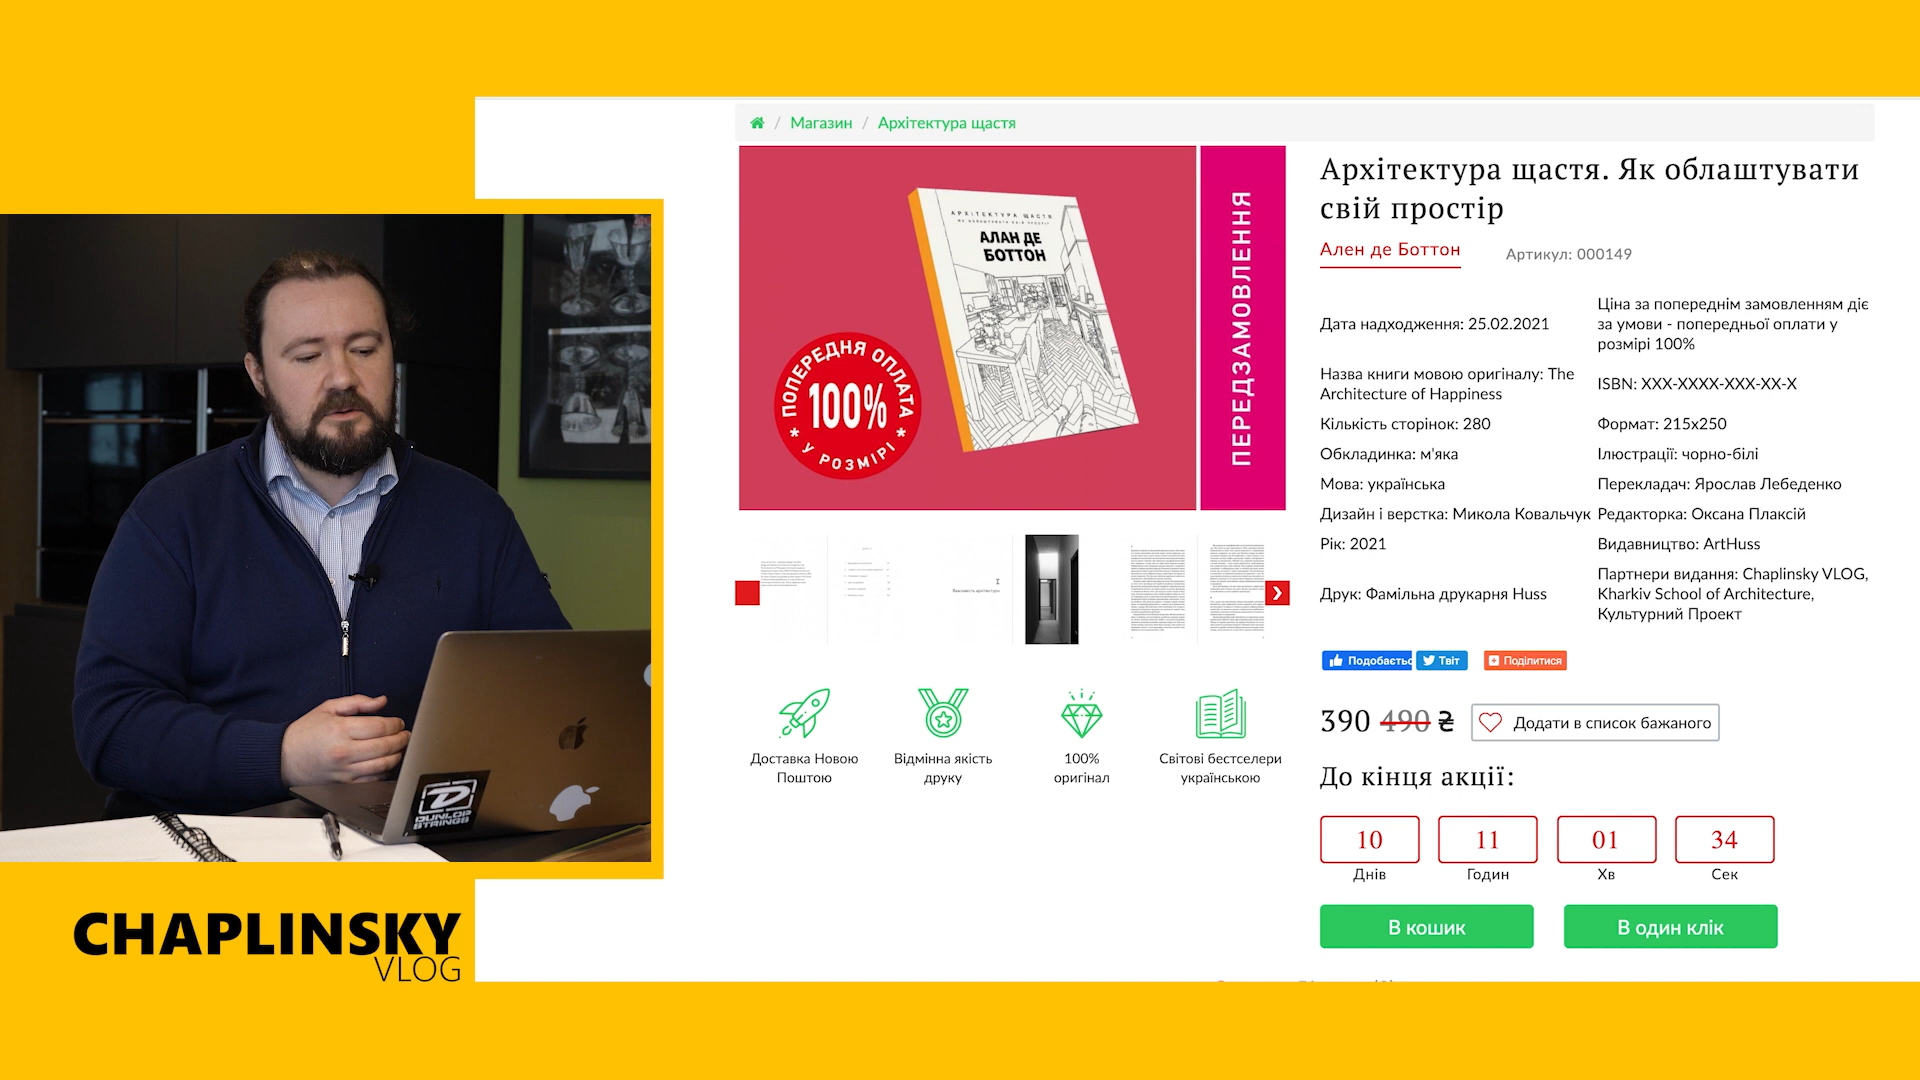 Магазин / Архітектура щастя
АРХІТЕКТУРА ЩАСТЯ
АЛАН ДЕ
БОТТОН
ПОПЕРЕДНЯ ОПЛАТА
100%
* У РОЗМІРІ *
ПЕРЕДЗАМОВЛЕННЯ
Доставка Новою
Поштою
Відмінна якість
друку
100%
оригінал
Світові бестселери
українською
Архітектура щастя. Як облаштувати
свій простір
Ален де Боттон
Артикул: 000149
Дата надходження: 25.02.2021
Ціна за попереднім замовленням діє
за умови - попередньої оплати у
розмірі 100%
Назва книги мовою оригіналу: The
Architecture of Happiness
ISBN: XXX-XXXX-XXX-XX-X
Кількість сторінок: 280
Формат: 215x250
Обкладинка: м'яка
Ілюстрації: чорно-білі
Мова: українська
Перекладач: Ярослав Лебеденко
Дизайн і верстка: Микола Ковальчук
Редакторка: Оксана Плаксій
Рік: 2021
Видавництво: ArtHuss
Друк: Фамільна друкарня Huss
Партнери видання: Chaplinsky VLOG,
Kharkiv School of Architecture,
Культурний Проект
Подобаєтьс
Твіт
Поділитися
390 490 ₴
Додати в список бажаного
До кінця акції:
10 11 01 34
Днів Годин Хв Сек
В кошик
В один клік
DUNLOP
STRINGS
CHAPLINSKY
VLOG